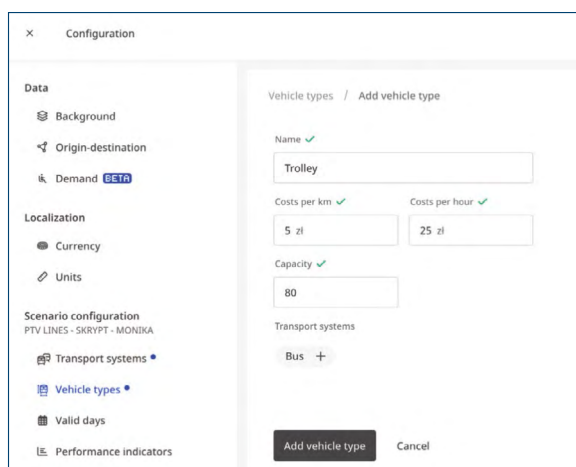 × Configuration
Data
Background
Origin-destination
Demand BETA
Localization
Currency
Units
Scenario configuration
PTV LINES - SKRYPT - MONIKA
Transport systems
Vehicle types
Valid days
Performance indicators
Vehicle types / Add vehicle type
Name
Trolley
Costs per km Costs per hour
5 zł 25 zł
Capacity
80
Transport systems
Bus +
Add vehicle type Cancel